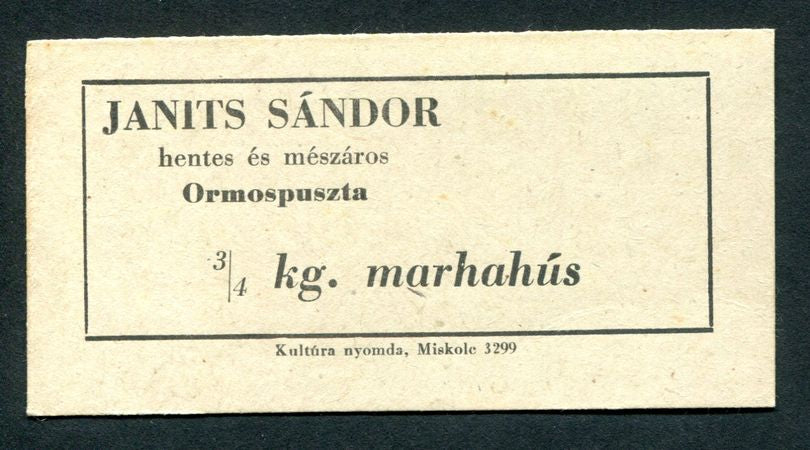 JANITS SÁNDOR
hentes és mészáros
Ormospuszta
3/4 kg. marhahús
Kultúra nyomda, Miskolc 3299